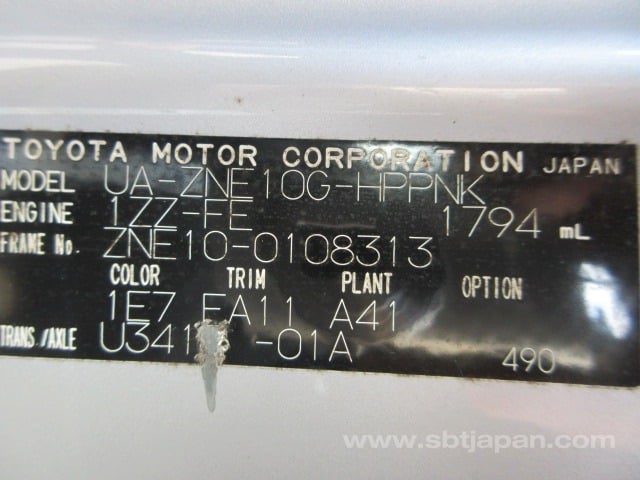 TOYOTA MOTOR CORPORATION JAPAN
MODEL UA-ZNE10G-HPPNK
ENGINE 1ZZ-FE 1794 mL
FRAME No. ZNE10-0108313
COLOR TRIM PLANT OPTION
1E7 FA11 A41
TRANS./AXLE -01A 490
www.sbtjapan.com